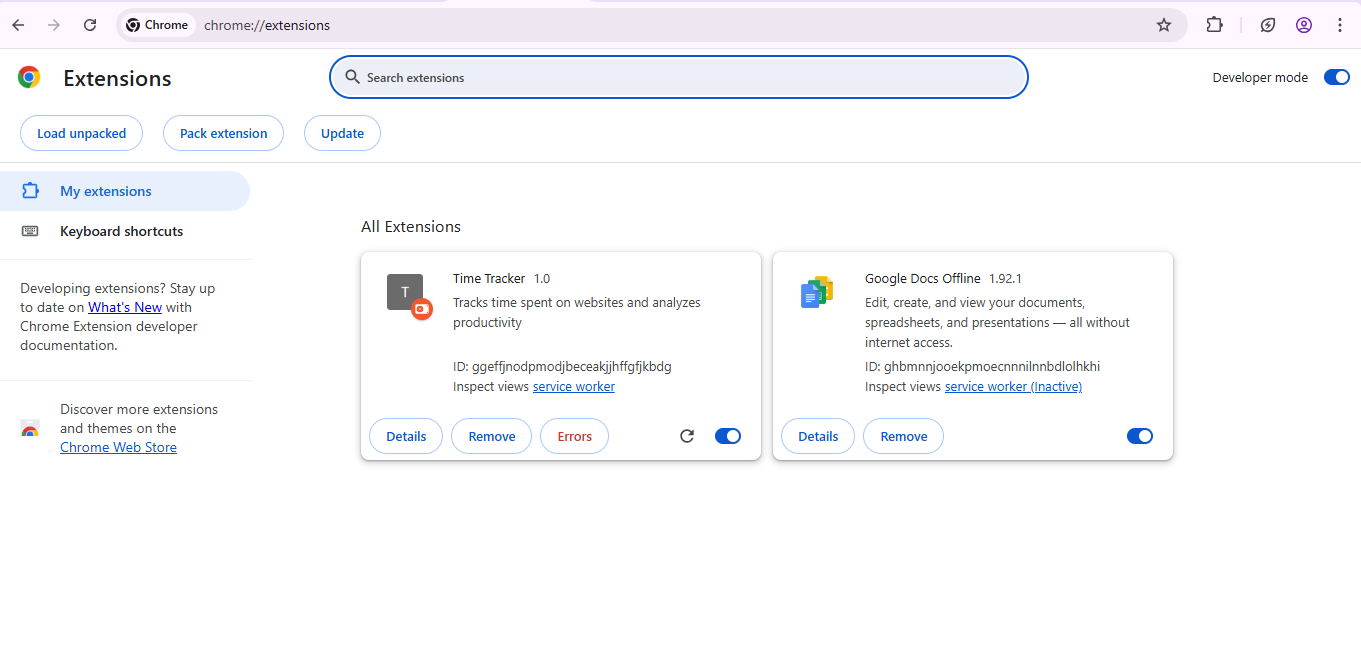 Chrome
chrome://extensions
Extensions
Search extensions
Developer mode
Load unpacked
Pack extension
Update
My extensions
Keyboard shortcuts
Developing extensions? Stay up
to date on What's New with
Chrome Extension developer
documentation.
Discover more extensions
and themes on the
Chrome Web Store
All Extensions
T
Time Tracker 1.0
Tracks time spent on websites and analyzes
productivity
ID: ggeffjnodpmodjbeceakjjhffgfjkbdg
Inspect views service worker
Details
Remove
Errors
Google Docs Offline 1.92.1
Edit, create, and view your documents,
spreadsheets, and presentations — all without
internet access.
ID: ghbmnnjooekpmoecnnnilnnbdlolhkhi
Inspect views service worker (Inactive)
Details
Remove